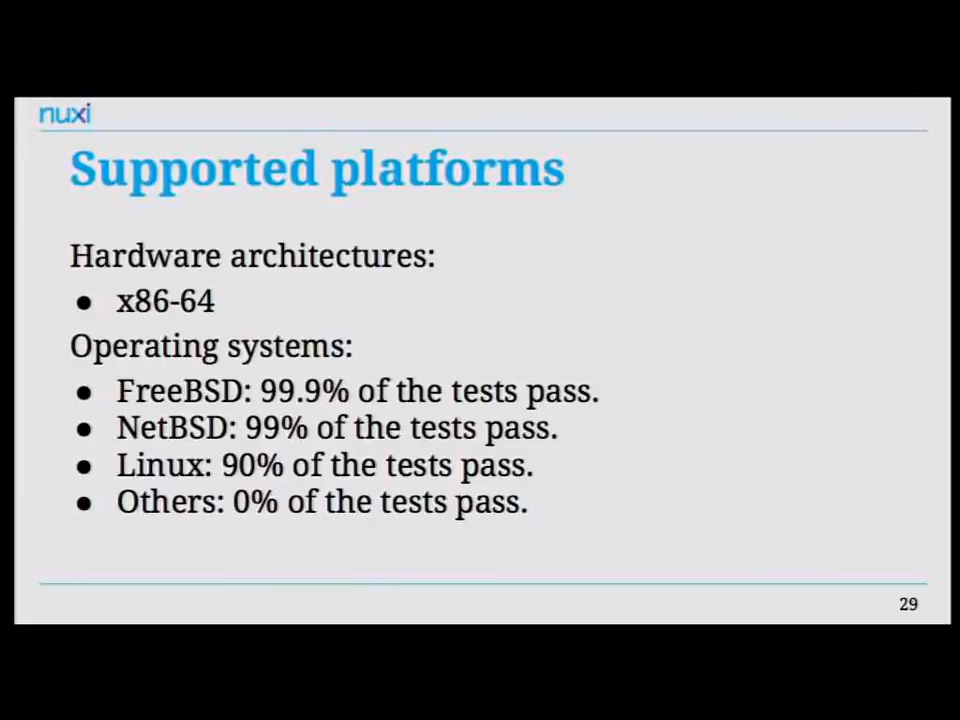 nuxi
Supported platforms
Hardware architectures:
● x86-64
Operating systems:
● FreeBSD: 99.9% of the tests pass.
● NetBSD: 99% of the tests pass.
● Linux: 90% of the tests pass.
● Others: 0% of the tests pass.
29